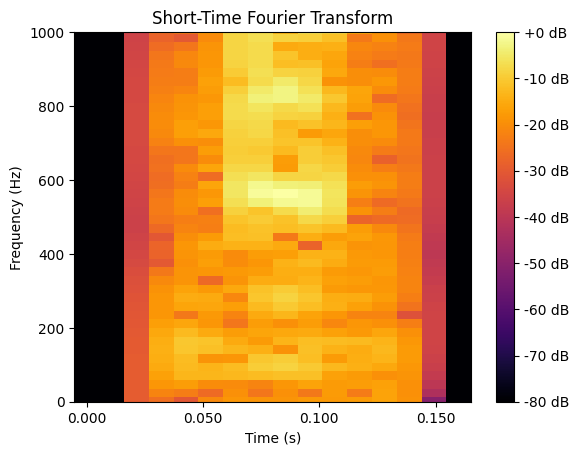 Short-Time Fourier Transform
Frequency (Hz)
1000
800
600
400
200
0
0.000
0.050
0.100
0.150
Time (s)
+0 dB
-10 dB
-20 dB
-30 dB
-40 dB
-50 dB
-60 dB
-70 dB
-80 dB